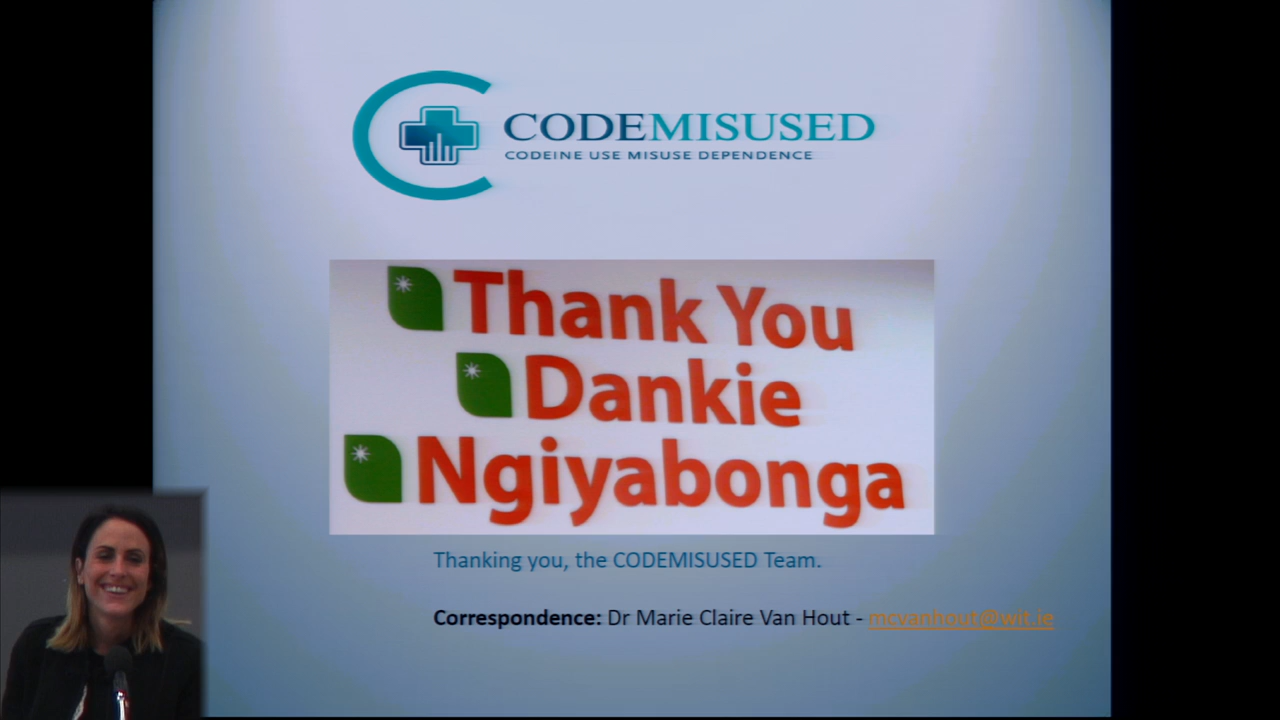 CODEMISUSED
CODEINE USE MISUSE DEPENDENCE
Thank You
Dankie
Ngiyabonga
Thanking you, the CODEMISUSED Team.
Correspondence: Dr Marie Claire Van Hout - mcvanhout@wit.ie